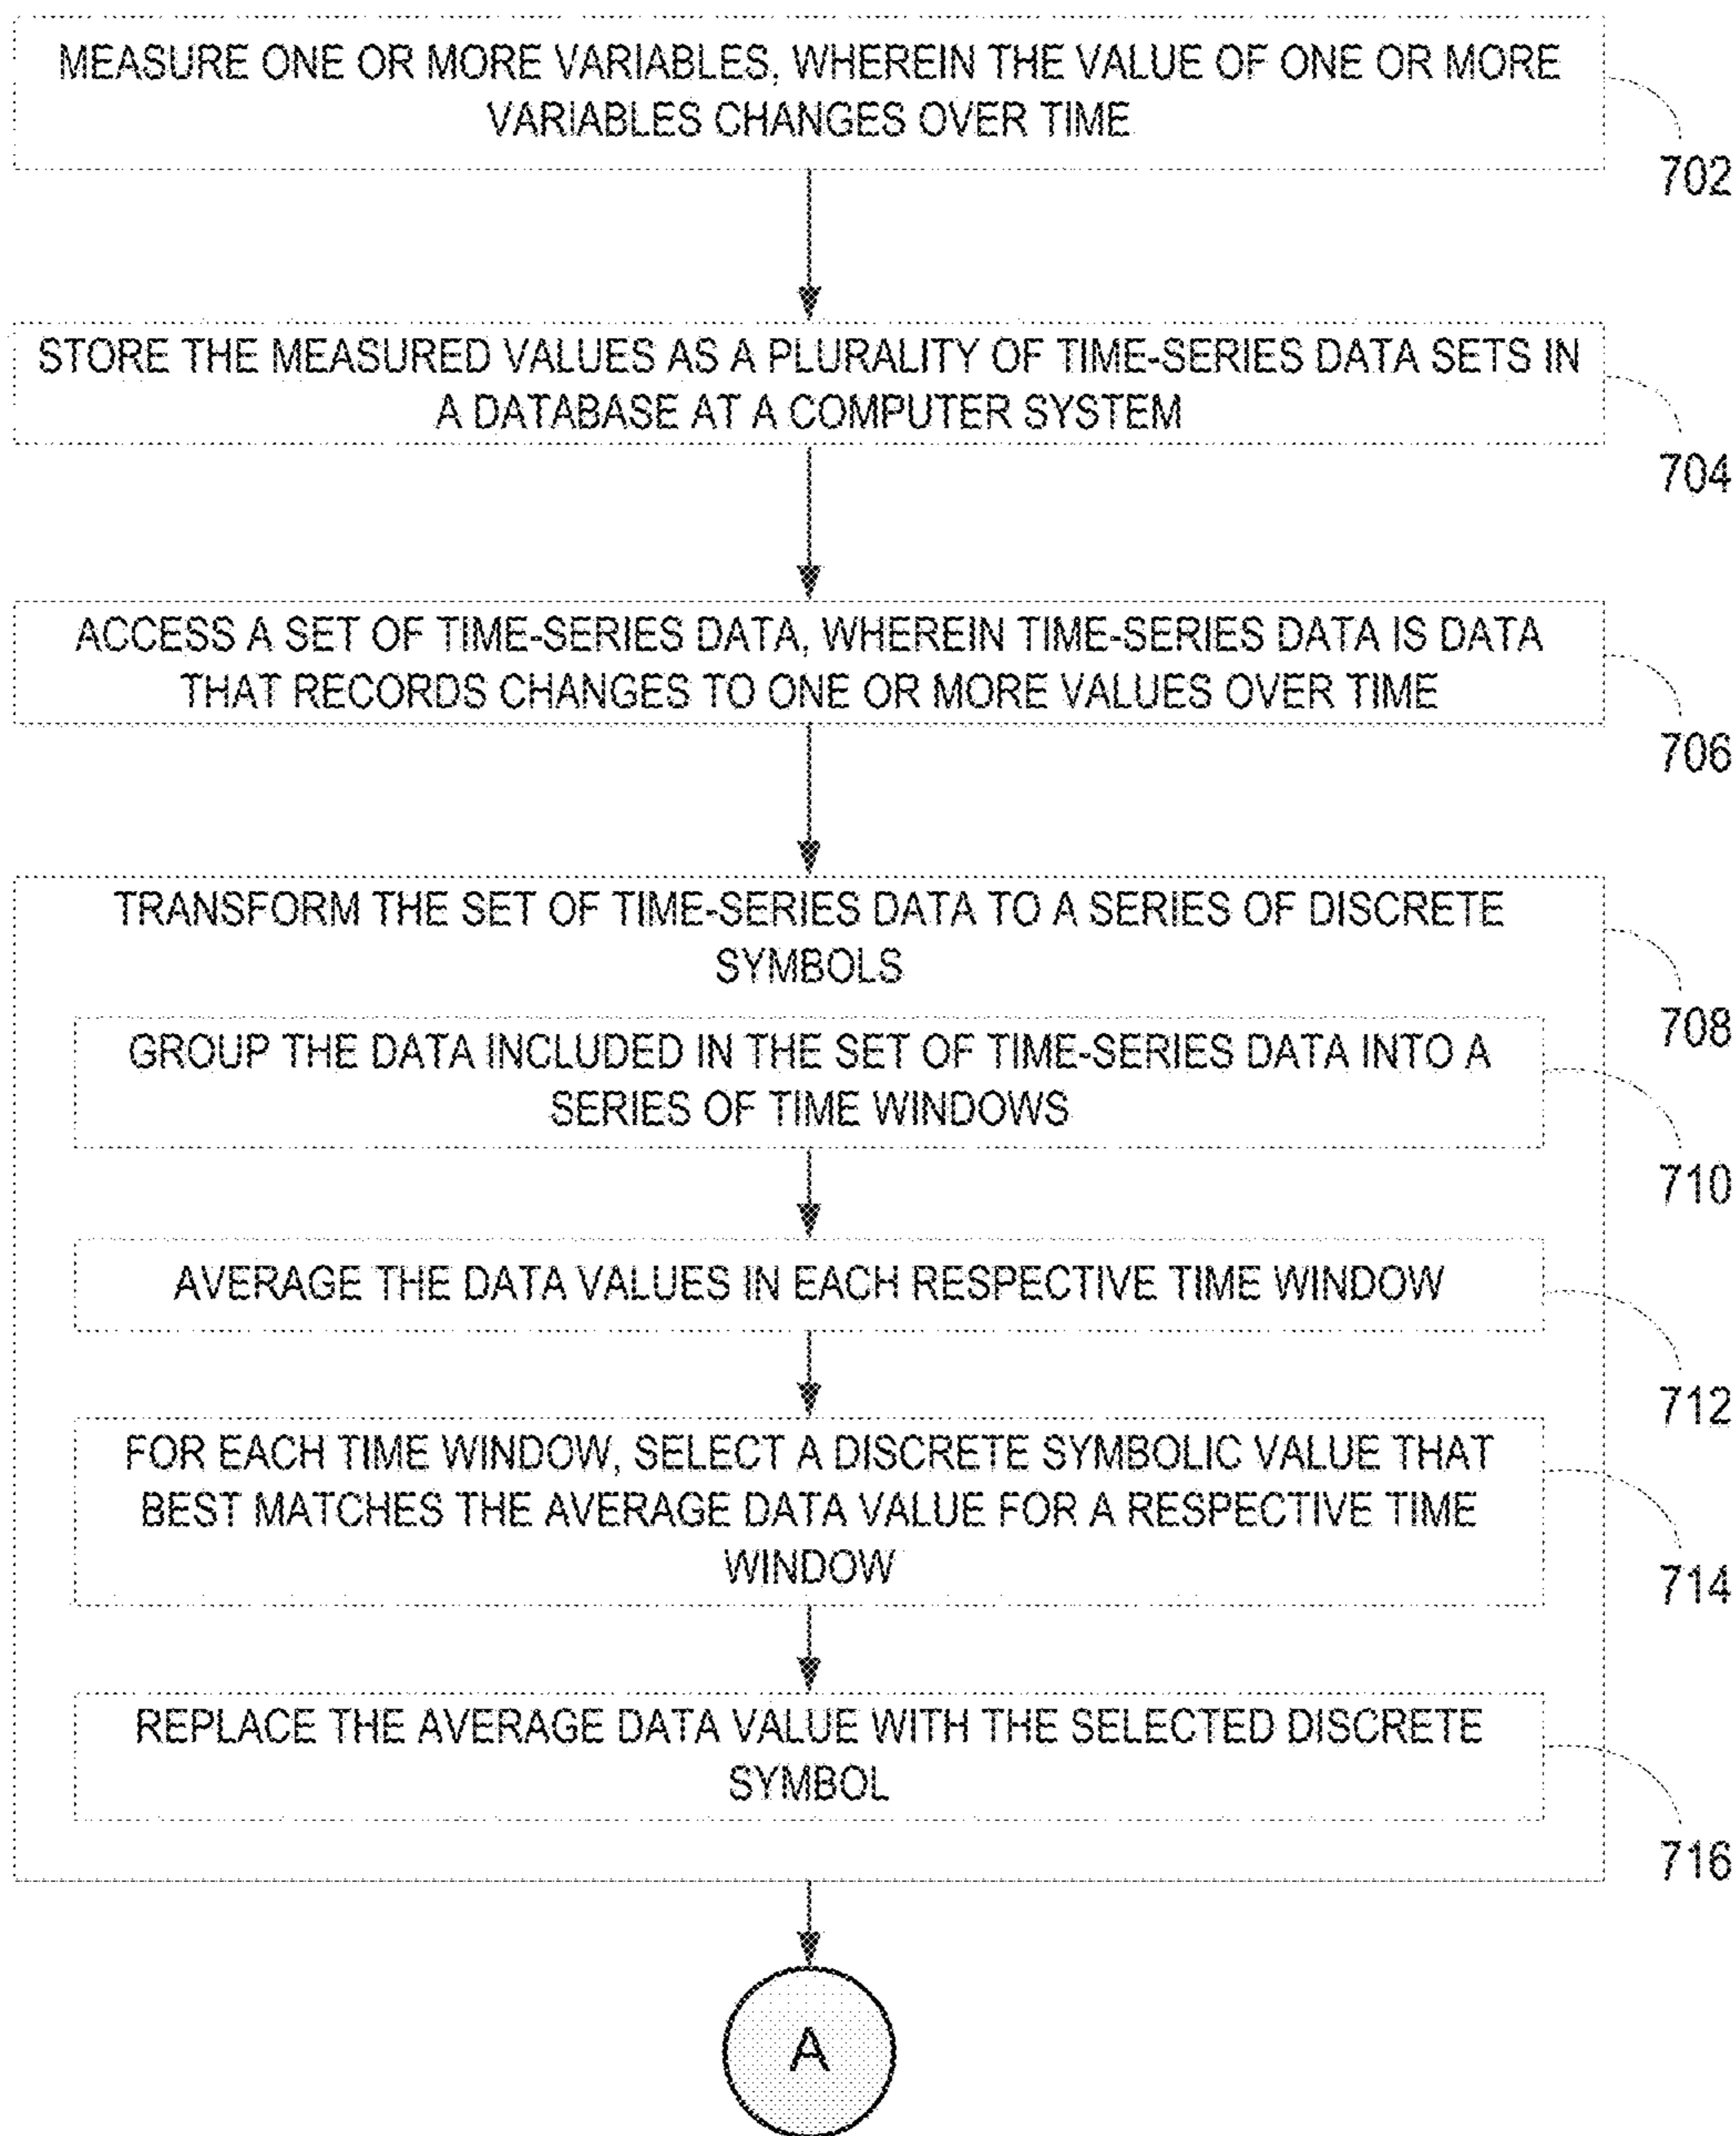 MEASURE ONE OR MORE VARIABLES, WHEREIN THE VALUE OF ONE OR MORE
VARIABLES CHANGES OVER TIME
702
STORE THE MEASURED VALUES AS A PLURALITY OF TIME-SERIES DATA SETS IN
A DATABASE AT A COMPUTER SYSTEM
704
ACCESS A SET OF TIME-SERIES DATA, WHEREIN TIME-SERIES DATA IS DATA
THAT RECORDS CHANGES TO ONE OR MORE VALUES OVER TIME
706
TRANSFORM THE SET OF TIME-SERIES DATA TO A SERIES OF DISCRETE
SYMBOLS
708
GROUP THE DATA INCLUDED IN THE SET OF TIME-SERIES DATA INTO A
SERIES OF TIME WINDOWS
710
AVERAGE THE DATA VALUES IN EACH RESPECTIVE TIME WINDOW
712
FOR EACH TIME WINDOW, SELECT A DISCRETE SYMBOLIC VALUE THAT
BEST MATCHES THE AVERAGE DATA VALUE FOR A RESPECTIVE TIME
WINDOW
714
REPLACE THE AVERAGE DATA VALUE WITH THE SELECTED DISCRETE
SYMBOL
716
A